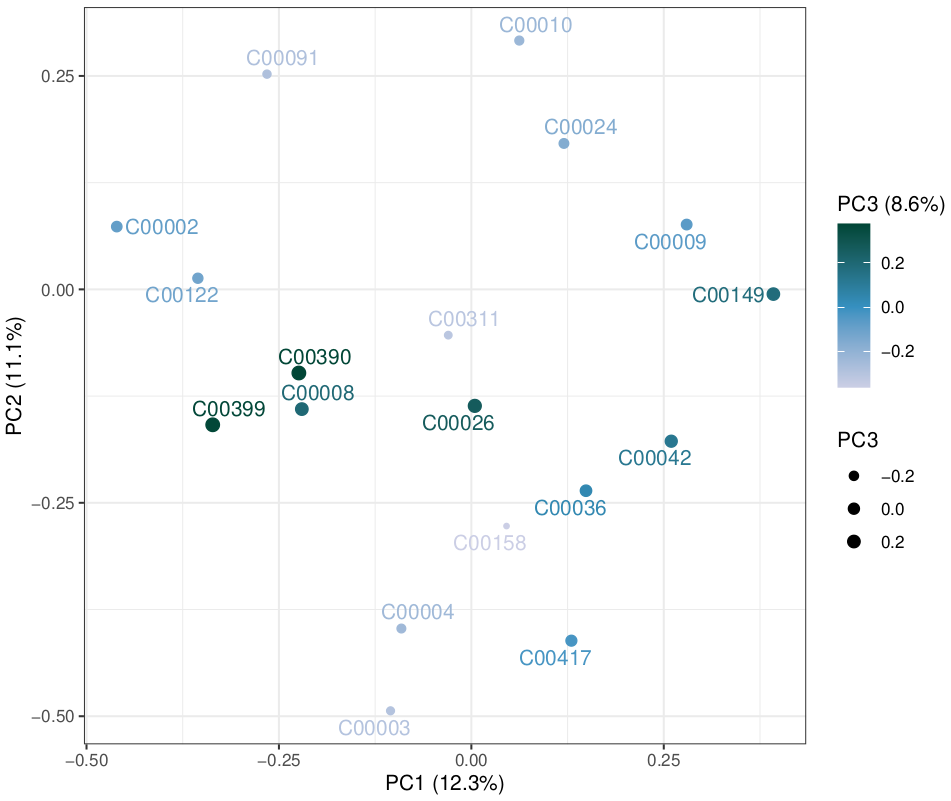 C00010
C00091
0.25
C00024
PC3 (8.6%)
C00002
C00009
0.2
C00122
0.00
C00149
0.0
C00311
−0.2
C00390
C00008
C00399
C00026
PC2 (11.1%)
PC3
C00042
−0.2
−0.25
C00036
0.0
C00158
0.2
C00004
C00417
−0.50
C00003
−0.50
−0.25
0.00
0.25
PC1 (12.3%)